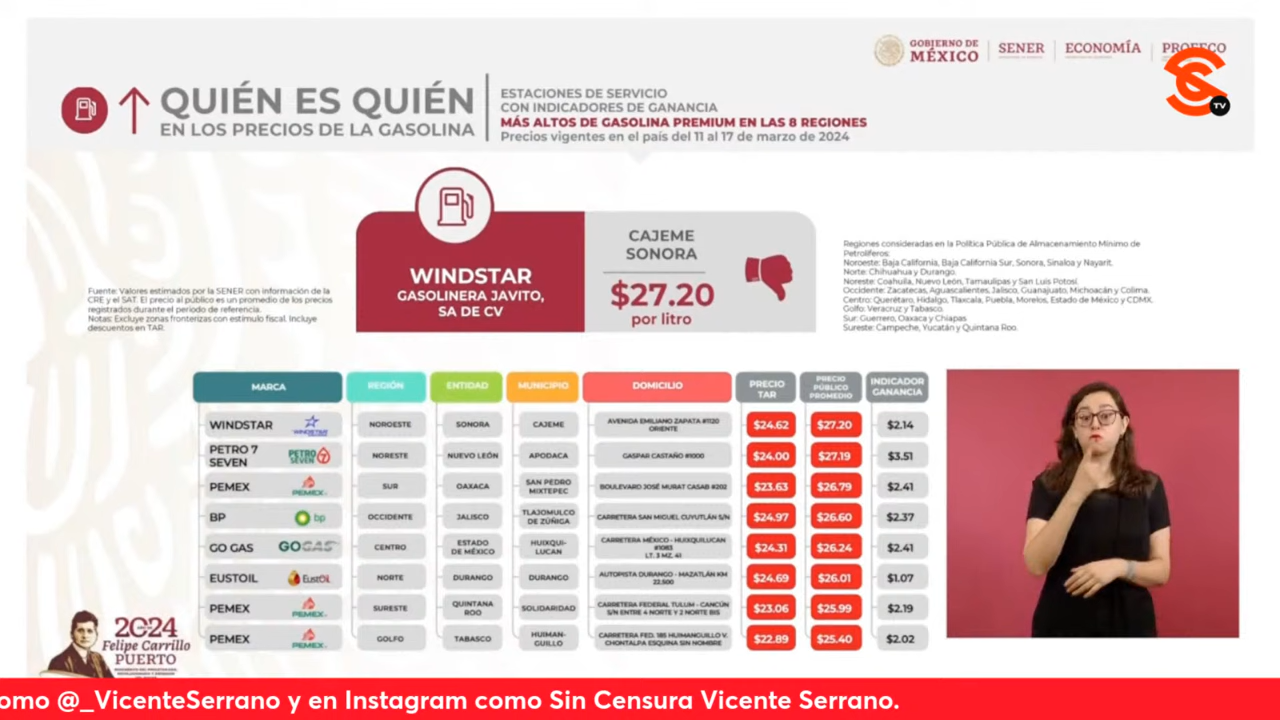 GOBIERNO DE
MÉXICO
SENER
ECONOMÍA
PROFECO
TV
QUIÉN ES QUIÉN
EN LOS PRECIOS DE LA GASOLINA
ESTACIONES DE SERVICIO
CON INDICADORES DE GANANCIA
MÁS ALTOS DE GASOLINA PREMIUM EN LAS 8 REGIONES
Precios vigentes en el país del 11 al 17 de marzo de 2024
WINDSTAR
GASOLINERA JAVITO,
SA DE CV
CAJEME
SONORA
$27.20
por litro
Fuente: Valores estimados por la SENER con información de la
CRE y el SAT. El precio al público es un promedio de los precios
registrados durante el periodo de referencia.
Notas: Excluye zonas fronterizas con estímulo fiscal. Incluye
descuentos en TAR.
Regiones consideradas en la Política Pública de Almacenamiento Mínimo de
Petrolíferos:
Noroeste: Baja California, Baja California Sur, Sonora, Sinaloa y Nayarit.
Norte: Chihuahua y Durango.
Noreste: Coahuila, Nuevo León, Tamaulipas y San Luis Potosí.
Occidente: Zacatecas, Aguascalientes, Jalisco, Guanajuato, Michoacán y Colima.
Centro: Querétaro, Hidalgo, Tlaxcala, Puebla, Morelos, Estado de México y CDMX.
Golfo: Veracruz y Tabasco.
Sur: Guerrero, Oaxaca y Chiapas
Sureste: Campeche, Yucatán y Quintana Roo.
MARCA REGIÓN ENTIDAD MUNICIPIO DOMICILIO PRECIO TAR PRECIO PÚBLICO PROMEDIO INDICADOR GANANCIA
WINDSTAR WINDSTAR NOROESTE SONORA CAJEME AVENIDA EMILIANO ZAPATA #1120 ORIENTE $24.62 $27.20 $2.14
PETRO 7 SEVEN PETRO SEVEN 7 NORESTE NUEVO LEÓN APODACA GASPAR CASTAÑO #1000 $24.00 $27.19 $3.51
PEMEX PEMEX SUR OAXACA SAN PEDRO MIXTEPEC BOULEVARD JOSÉ MURAT CASAB #202 $23.63 $26.79 $2.41
BP bp OCCIDENTE JALISCO TLAJOMULCO DE ZÚÑIGA CARRETERA SAN MIGUEL CUYUTLÁN S/N $24.97 $26.60 $2.37
GO GAS GOGAS CENTRO ESTADO DE MÉXICO HUIXQUI-LUCAN CARRETERA MÉXICO - HUIXQUILUCAN #1083 LT. 3 MZ. 41 $24.31 $26.24 $2.41
EUSTOIL EustOil NORTE DURANGO DURANGO AUTOPISTA DURANGO - MAZATLÁN KM 22.500 $24.69 $26.01 $1.07
PEMEX PEMEX SURESTE QUINTANA ROO SOLIDARIDAD CARRETERA FEDERAL TULUM - CANCÚN S/N ENTRE 4 NORTE Y 2 NORTE BIS $23.06 $25.99 $2.19
PEMEX PEMEX GOLFO TABASCO HUIMAN-GUILLO CARRETERA FED. 185 HUIMANGUILLO V. CHONTALPA ESQUINA SIN NOMBRE $22.89 $25.40 $2.02
2024
Felipe Carrillo
PUERTO
omo @_VicenteSerrano y en Instagram como Sin Censura Vicente Serrano.